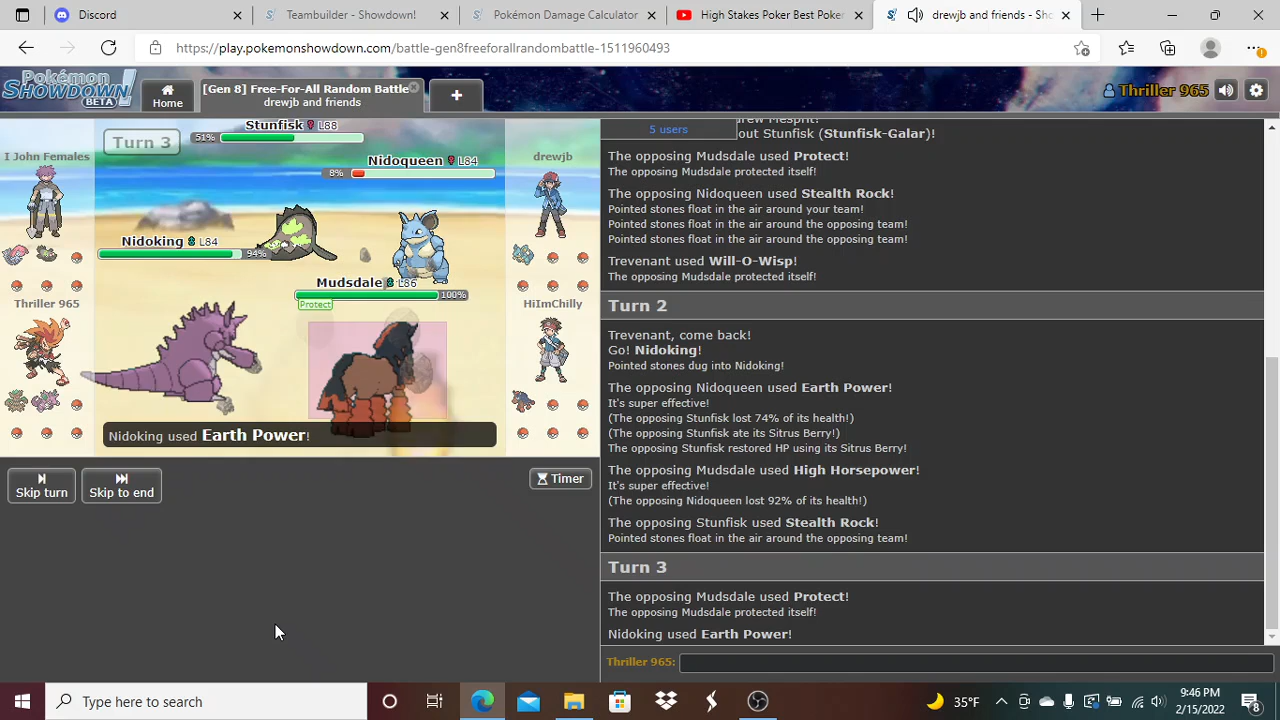 Discord
Teambuilder - Showdown!
Pokémon Damage Calculator
High Stakes Poker Best Poker
drewjb and friends - Sho
https://play.pokemonshowdown.com/battle-gen8freeforallrandombattle-1511960493
Pokémon
SHOWDOWN!
BETA
Home
[Gen 8] Free-For-All Random Battle
drewjb and friends
Thriller 965
Turn 3
Stunfisk L88
51%
Nidoqueen L84
8%
I John Females
drewjb
Nidoking L84
94%
Mudsdale L86
100%
Protect
Thriller 965
HiImChilly
Nidoking used Earth Power!
Skip turn
Skip to end
Timer
5 users
out Stunfisk (Stunfisk-Galar)!
The opposing Mudsdale used Protect!
The opposing Mudsdale protected itself!
The opposing Nidoqueen used Stealth Rock!
Pointed stones float in the air around your team!
Pointed stones float in the air around the opposing team!
Pointed stones float in the air around the opposing team!
Trevenant used Will-O-Wisp!
The opposing Mudsdale protected itself!
Turn 2
Trevenant, come back!
Go! Nidoking!
Pointed stones dug into Nidoking!
The opposing Nidoqueen used Earth Power!
It's super effective!
(The opposing Stunfisk lost 74% of its health!)
(The opposing Stunfisk ate its Sitrus Berry!)
The opposing Stunfisk restored HP using its Sitrus Berry!
The opposing Mudsdale used High Horsepower!
It's super effective!
(The opposing Nidoqueen lost 92% of its health!)
The opposing Stunfisk used Stealth Rock!
Pointed stones float in the air around the opposing team!
Turn 3
The opposing Mudsdale used Protect!
The opposing Mudsdale protected itself!
Nidoking used Earth Power!
Thriller 965:
Type here to search
35°F
9:46 PM
2/15/2022
8